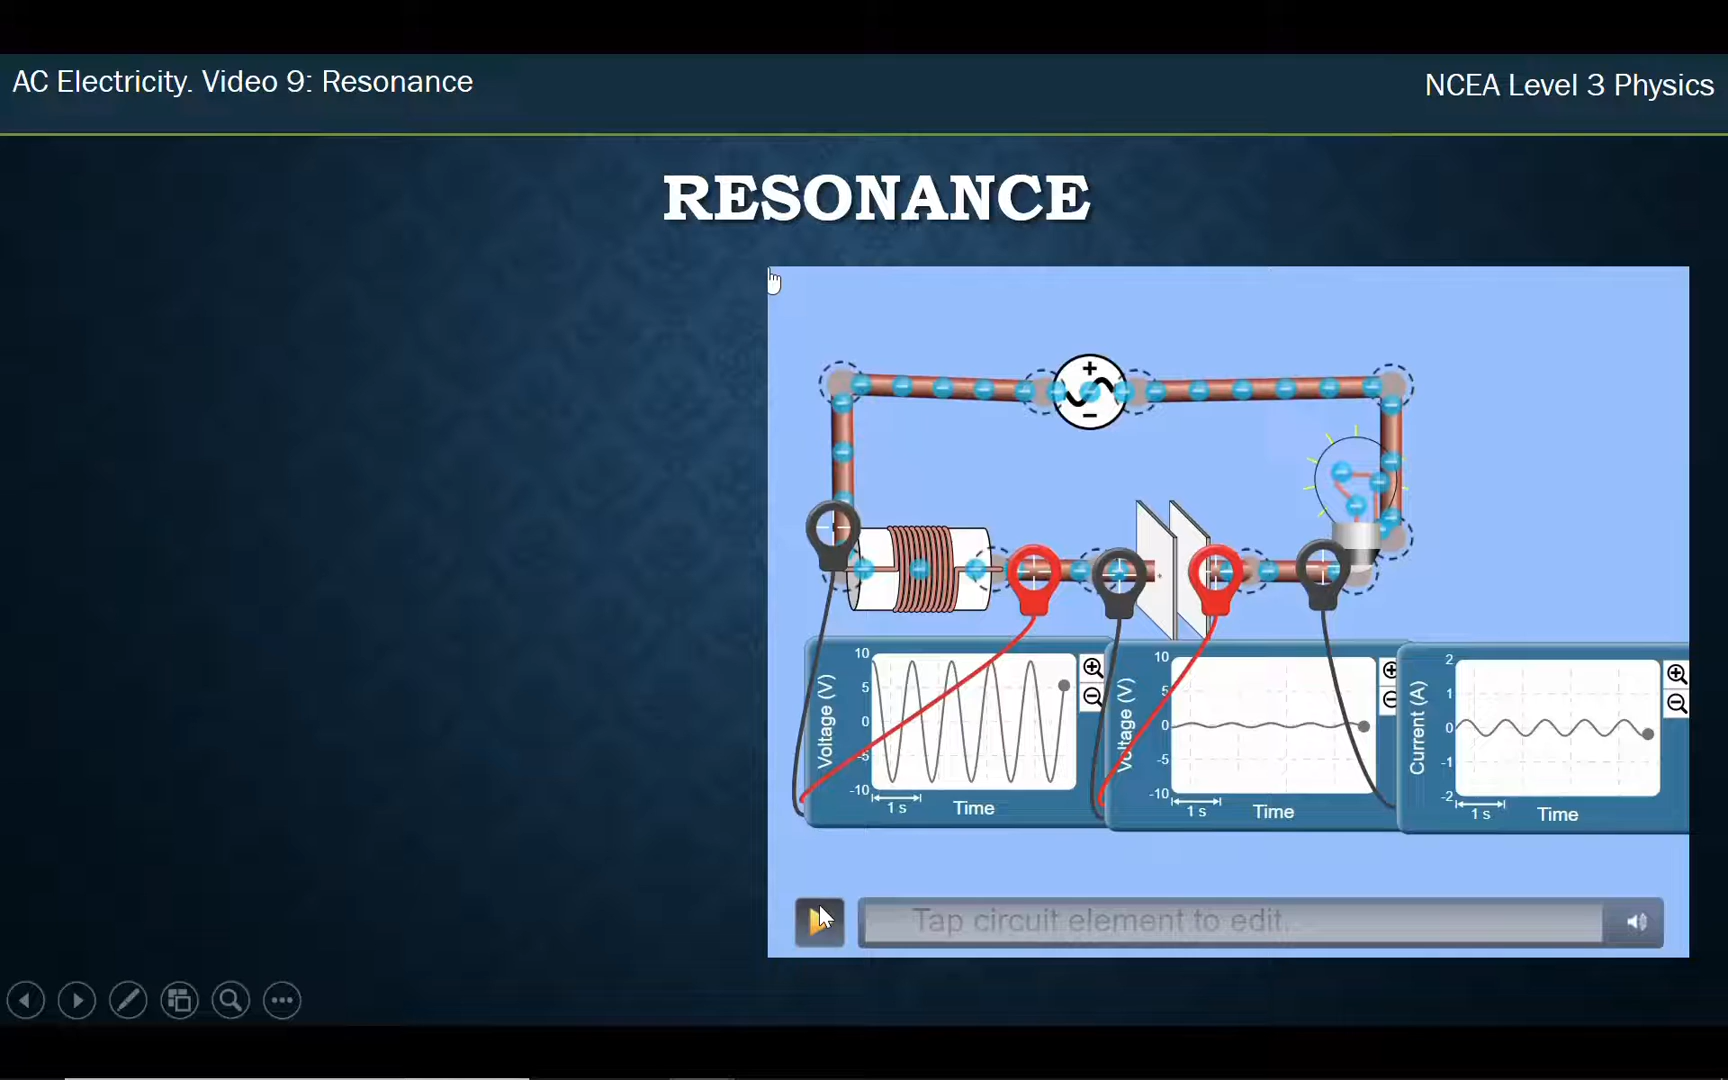 AC Electricity. Video 9: Resonance
NCEA Level 3 Physics
RESONANCE
+
−
Voltage (V)
10
5
0
-5
-10
1 s
Time
Voltage (V)
10
5
0
-5
-10
1 s
Time
Current (A)
2
1
0
-1
-2
1 s
Time
Tap circuit element to edit.